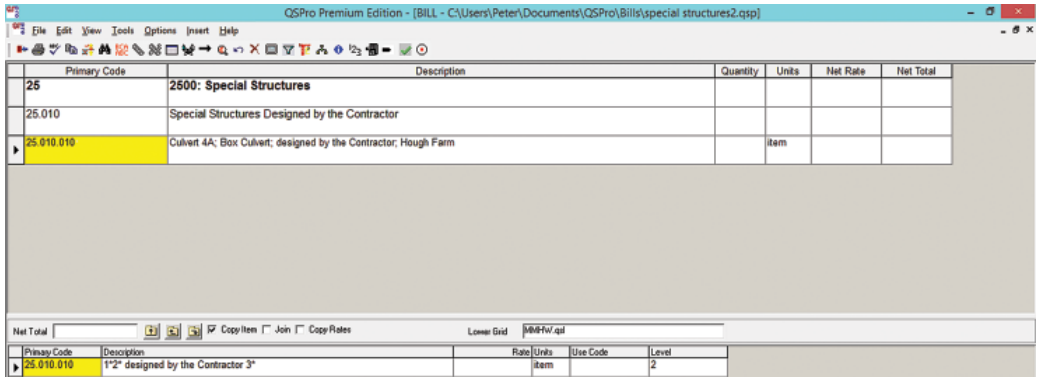 QSPro Premium Edition - [BILL - C:\Users\Peter\Documents\QSPro\Bills\special structures2.qsp]
File Edit View Tools Options Insert Help
Primary Code Description Quantity Units Net Rate Net Total
25 2500: Special Structures
25.010 Special Structures Designed by the Contractor
25.010.010 Culvert 4A; Box Culvert; designed by the Contractor; Hough Farm item
Net Total Copy Item Join Copy Rates Lower Grid MMHW.qsl
Primary Code Description Rate Units Use Code Level
25.010.010 1*2* designed by the Contractor 3* item 2